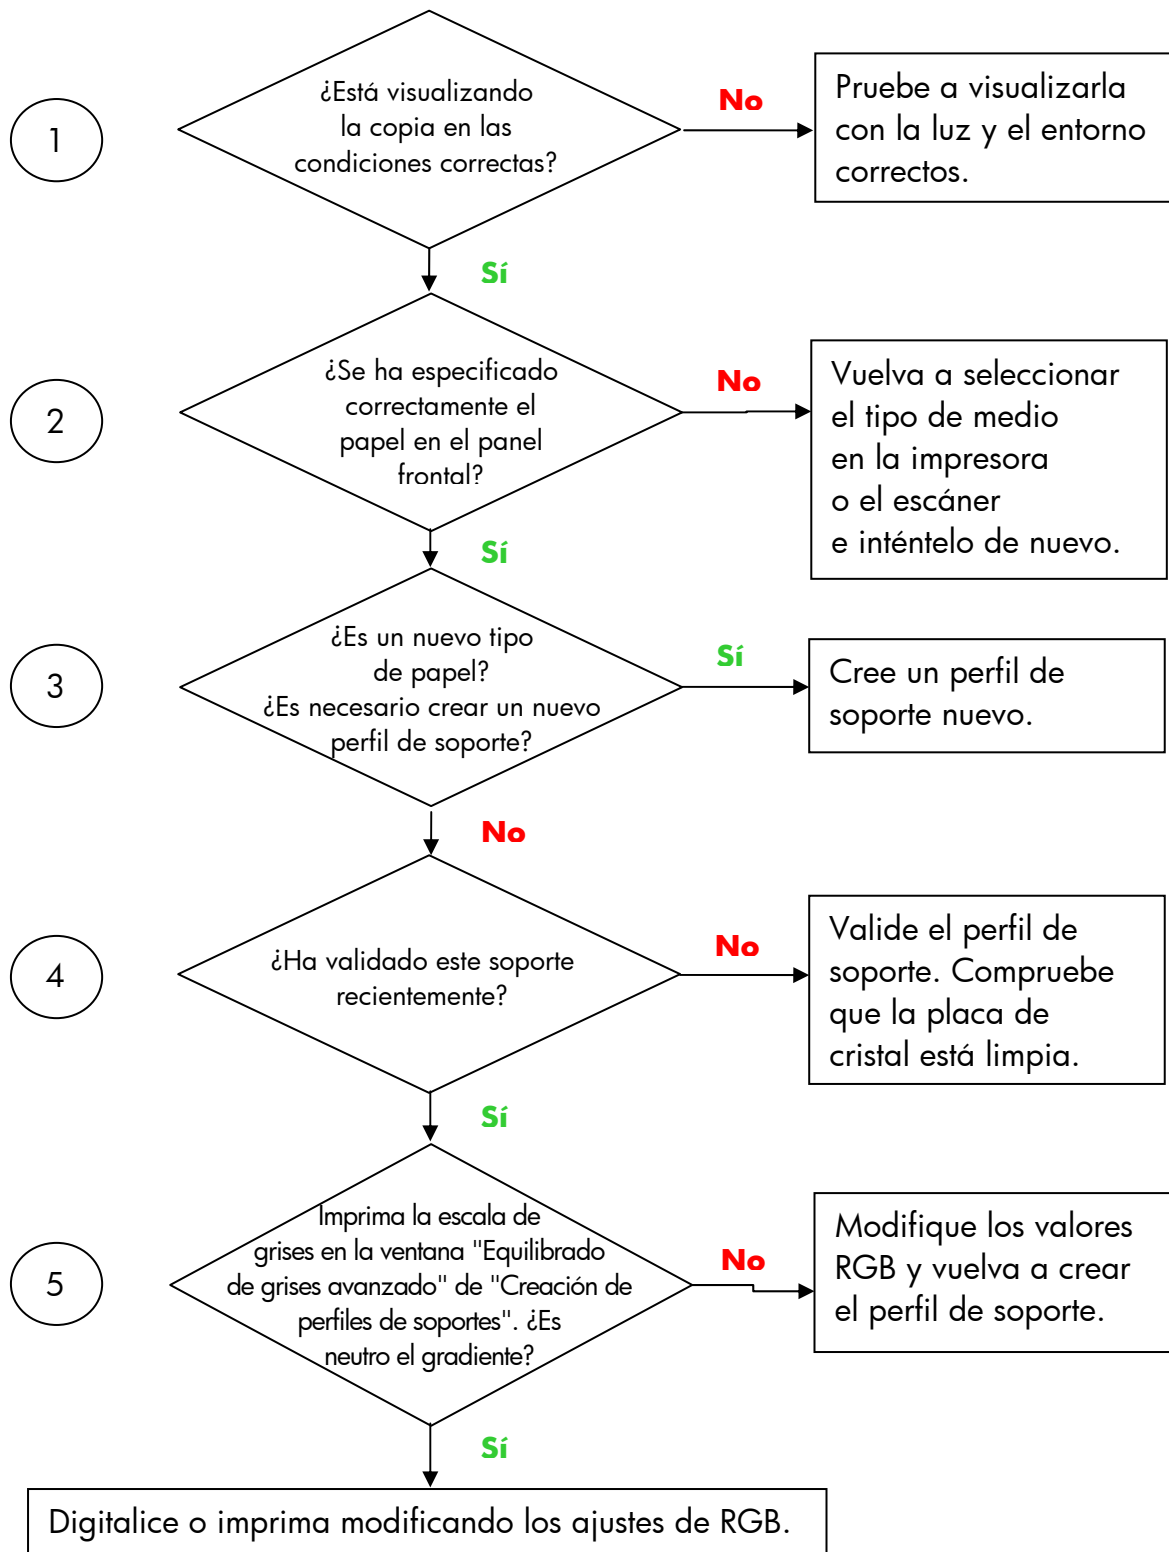 1
¿Está visualizando
la copia en las
condiciones correctas?
No
Pruebe a visualizarla
con la luz y el entorno
correctos.
Sí
2
¿Se ha especificado
correctamente el
papel en el panel
frontal?
No
Vuelva a seleccionar
el tipo de medio
en la impresora
o el escáner
e inténtelo de nuevo.
Sí
3
¿Es un nuevo tipo
de papel?
¿Es necesario crear un nuevo
perfil de soporte?
Sí
Cree un perfil de
soporte nuevo.
No
4
¿Ha validado este soporte
recientemente?
No
Valide el perfil de
soporte. Compruebe
que la placa de
cristal está limpia.
Sí
5
Imprima la escala de
grises en la ventana "Equilibrado
de grises avanzado" de "Creación de
perfiles de soportes". ¿Es
neutro el gradiente?
No
Modifique los valores
RGB y vuelva a crear
el perfil de soporte.
Sí
Digitalice o imprima modificando los ajustes de RGB.